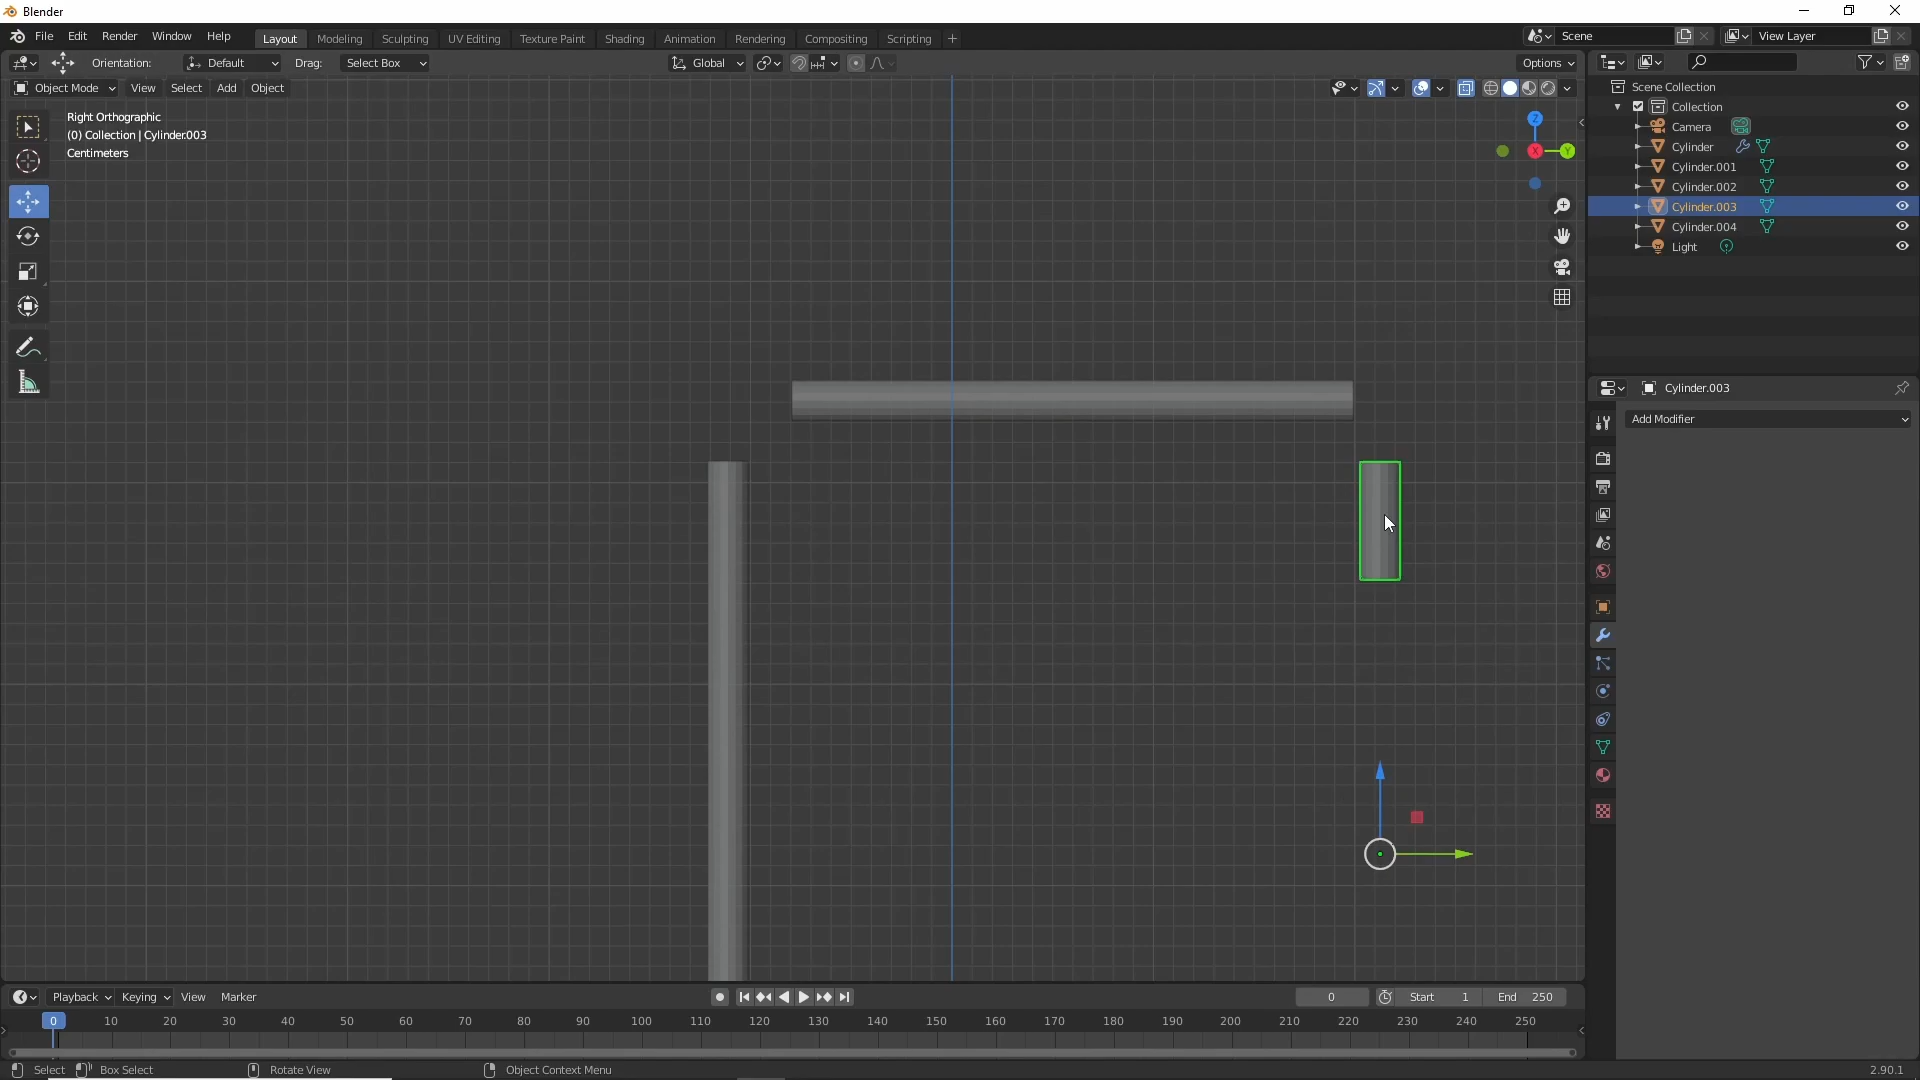 Blender
File Edit Render Window Help Layout Modeling Sculpting UV Editing Texture Paint Shading Animation Rendering Compositing Scripting + Scene View Layer
Orientation: Default Drag: Select Box Global Options
Object Mode View Select Add Object
Right Orthographic
(0) Collection | Cylinder.003
Centimeters
Z
X
Y
Scene Collection
Collection
Camera
Cylinder
Cylinder.001
Cylinder.002
Cylinder.003
Cylinder.004
Light
Cylinder.003
Add Modifier
Playback Keying View Marker 0 Start 1 End 250
0 10 20 30 40 50 60 70 80 90 100 110 120 130 140 150 160 170 180 190 200 210 220 230 240 250
Select Box Select Rotate View Object Context Menu 2.90.1